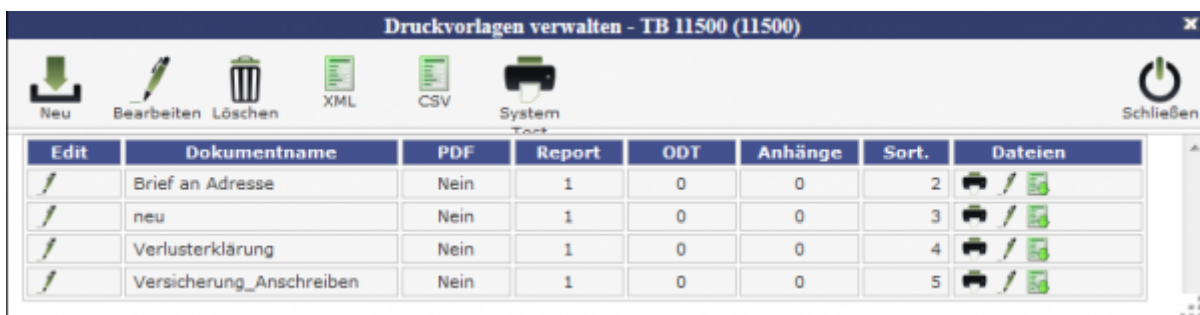 Druckvorlagen verwalten - TB 11500 (11500)
Neu Bearbeiten Löschen XML CSV System Test Schließen
Edit Dokumentname PDF Report ODT Anhänge Sort. Dateien
Brief an Adresse Nein 1 0 0 2
neu Nein 1 0 0 3
Verlusterklärung Nein 1 0 0 4
Versicherung_Anschreiben Nein 1 0 0 5